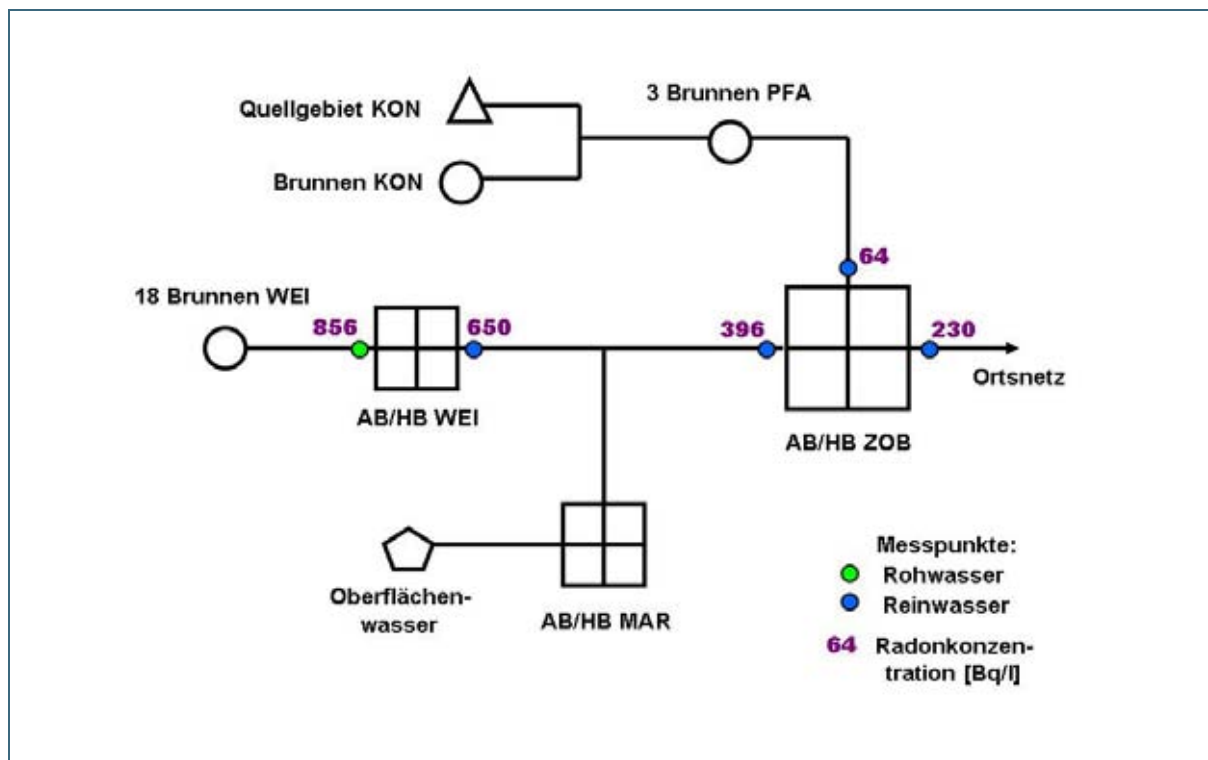 3 Brunnen PFA
Quellgebiet KON
Brunnen KON
64
18 Brunnen WEI
856
650
396
230
Ortsnetz
AB/HB WEI
AB/HB ZOB
Messpunkte:
Rohwasser
Reinwasser
Oberflächen-
wasser
AB/HB MAR
64 Radonkonzen-
tration [Bq/l]